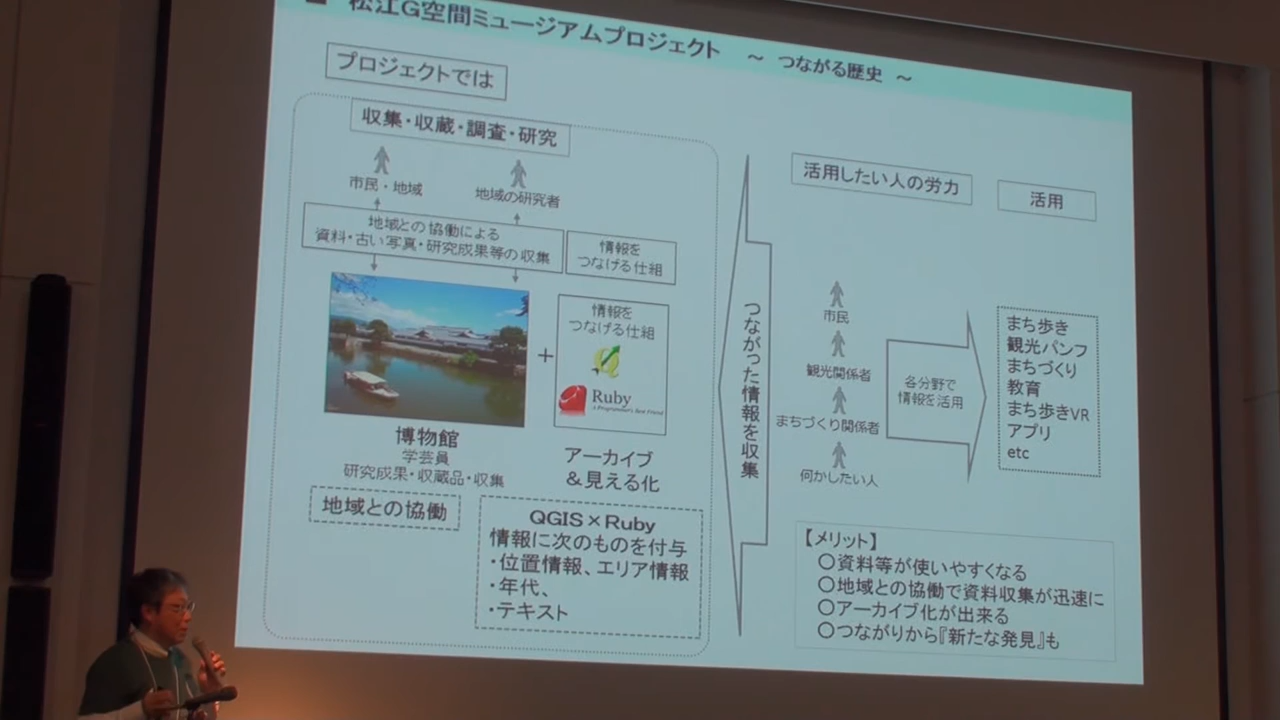 松江G空間ミュージアムプロジェクト ～ つながる歴史 ～
プロジェクトでは
収集・収蔵・調査・研究
市民・地域
地域の研究者
地域との協働による
資料・古い写真・研究成果等の収集
情報を
つなげる仕組
情報を
つなげる仕組
+
Ruby
A Programmer's Best Friend
博物館
学芸員
研究成果・収蔵品・収集
アーカイブ
＆見える化
地域との協働
QGIS×Ruby
情報に次のものを付与
・位置情報、エリア情報
・年代、
・テキスト
つながった情報を収集
活用したい人の労力
活用
市民
観光関係者
まちづくり関係者
何かしたい人
各分野で
情報を活用
まち歩き
観光パンフ
まちづくり
教育
まち歩きVR
アプリ
etc
【メリット】
○資料等が使いやすくなる
○地域との協働で資料収集が迅速に
○アーカイブ化が出来る
○つながりから『新たな発見』も